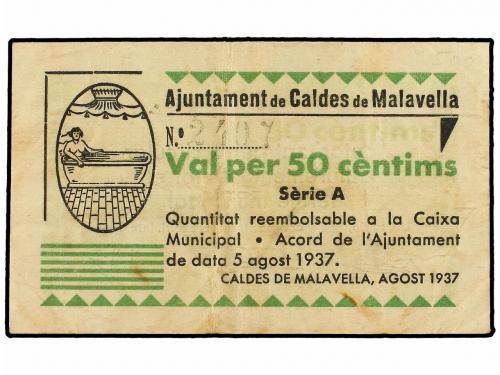 Ajuntament de Caldes de Malavella
N.º 2407
Val per 50 cèntims
Sèrie A
Quantitat reemborsable a la Caixa
Municipal • Acord de l'Ajuntament
de data 5 agost 1937.
CALDES DE MALAVELLA, AGOST 1937